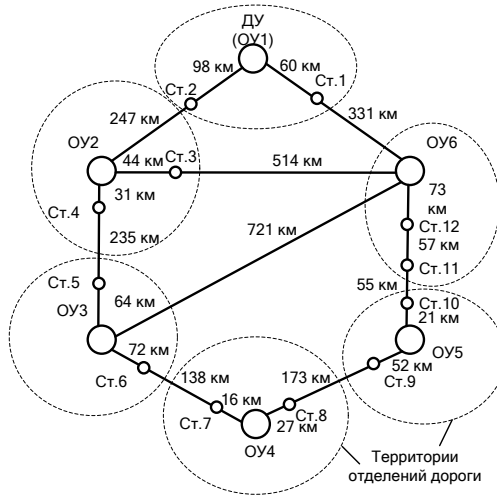 ДУ
(ОУ1)
98 км
60 км
Ст.2
Ст.1
247 км
331 км
ОУ2
ОУ6
44 км
Ст.3
514 км
31 км
73
км
Ст.4
Ст.12
235 км
721 км
57 км
Ст.11
Ст.5
55 км
Ст.10
64 км
21 км
ОУ3
ОУ5
72 км
52 км
Ст.6
138 км
173 км
Ст.9
16 км
Ст.7
Ст.8
27 км
ОУ4
Территории
отделений дороги